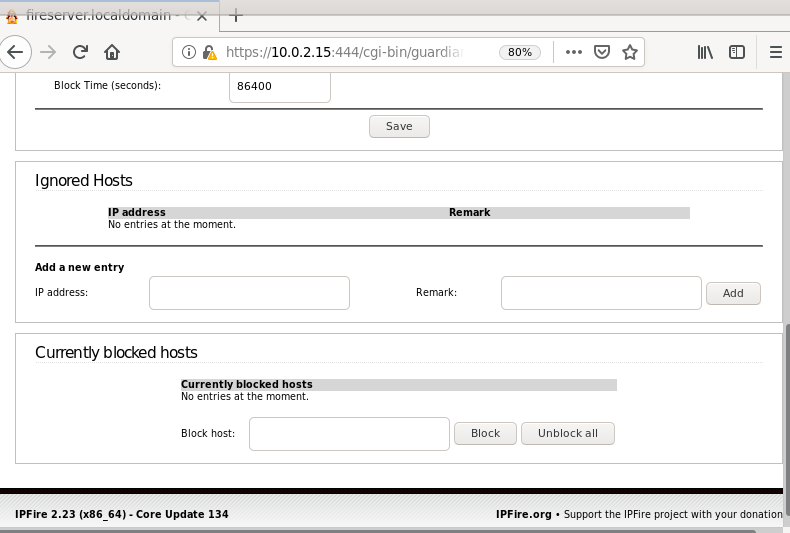 fireserver.localdomain -
https://10.0.2.15:444/cgi-bin/guardia
80%
Block Time (seconds): 86400
Save
Ignored Hosts
IP address Remark
No entries at the moment.
Add a new entry
IP address: Remark: Add
Currently blocked hosts
Currently blocked hosts
No entries at the moment.
Block host: Block Unblock all
IPFire 2.23 (x86_64) - Core Update 134 IPFire.org • Support the IPFire project with your donation